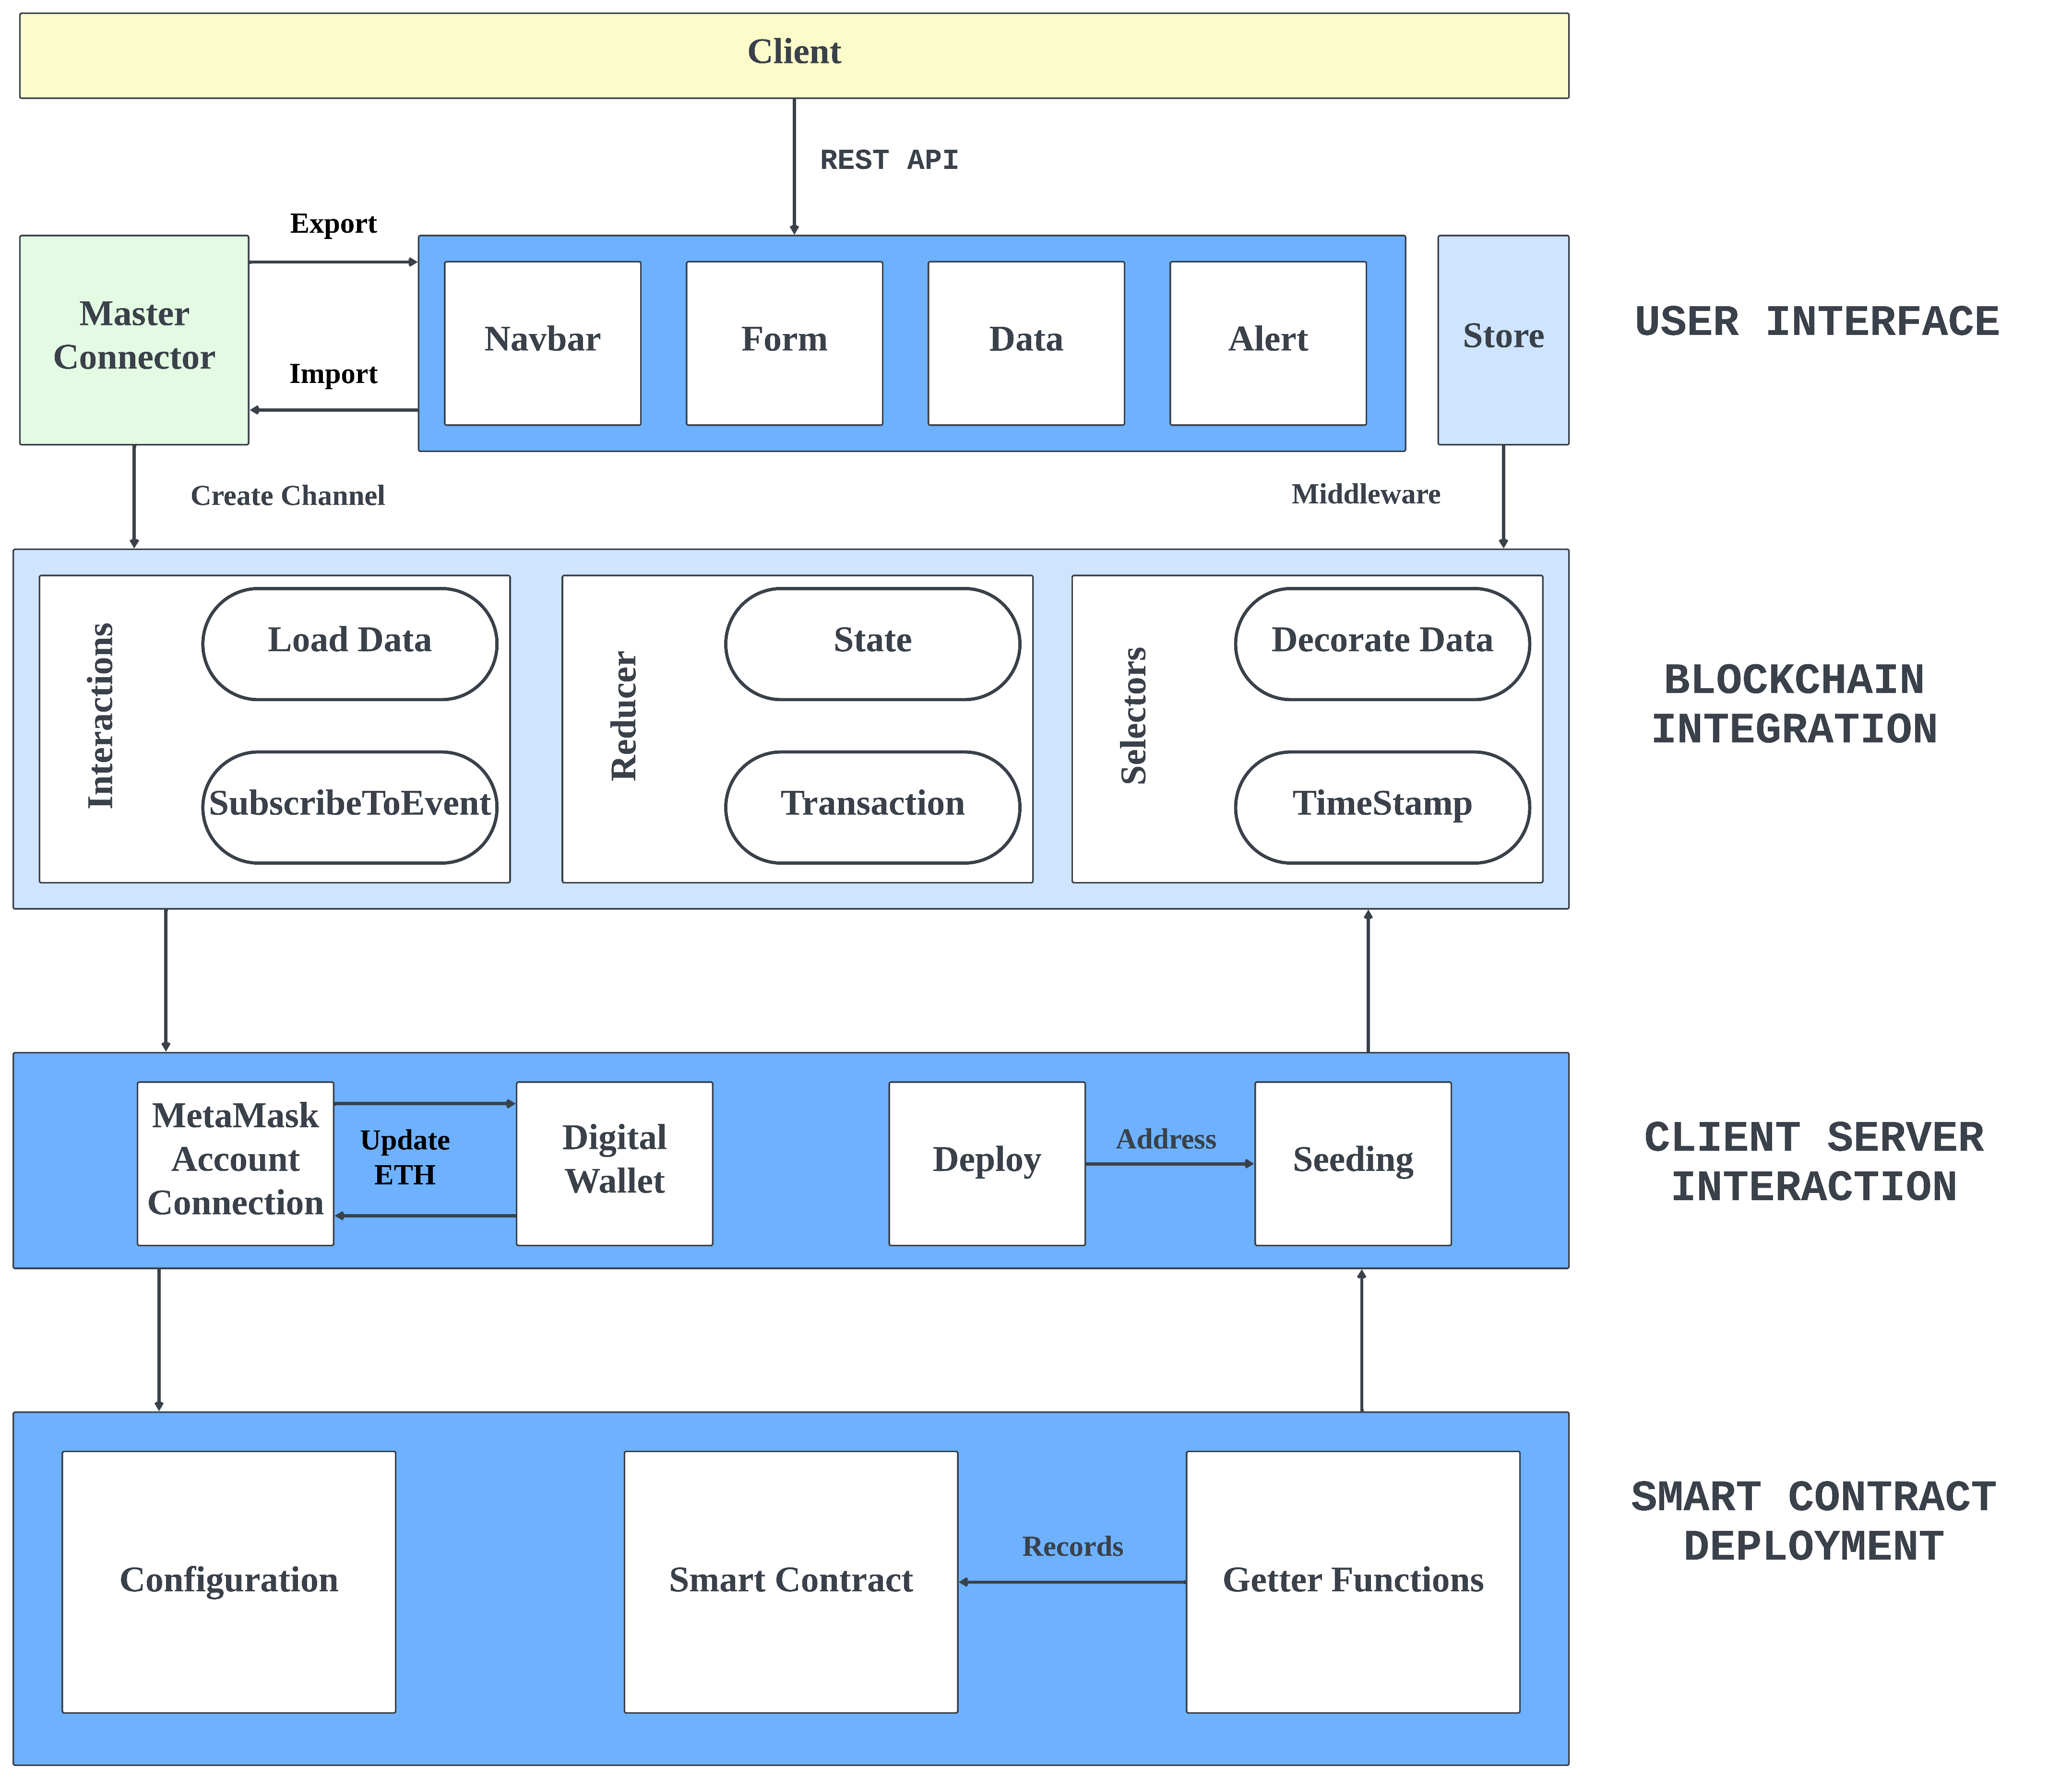 Client
REST API
Export
Master
Connector
Import
Navbar
Form
Data
Alert
Store
USER INTERFACE
Create Channel
Middleware
Interactions
Load Data
SubscribeToEvent
Reducer
State
Transaction
Selectors
Decorate Data
TimeStamp
BLOCKCHAIN
INTEGRATION
MetaMask
Account
Connection
Update
ETH
Digital
Wallet
Deploy
Address
Seeding
CLIENT SERVER
INTERACTION
Configuration
Smart Contract
Records
Getter Functions
SMART CONTRACT
DEPLOYMENT